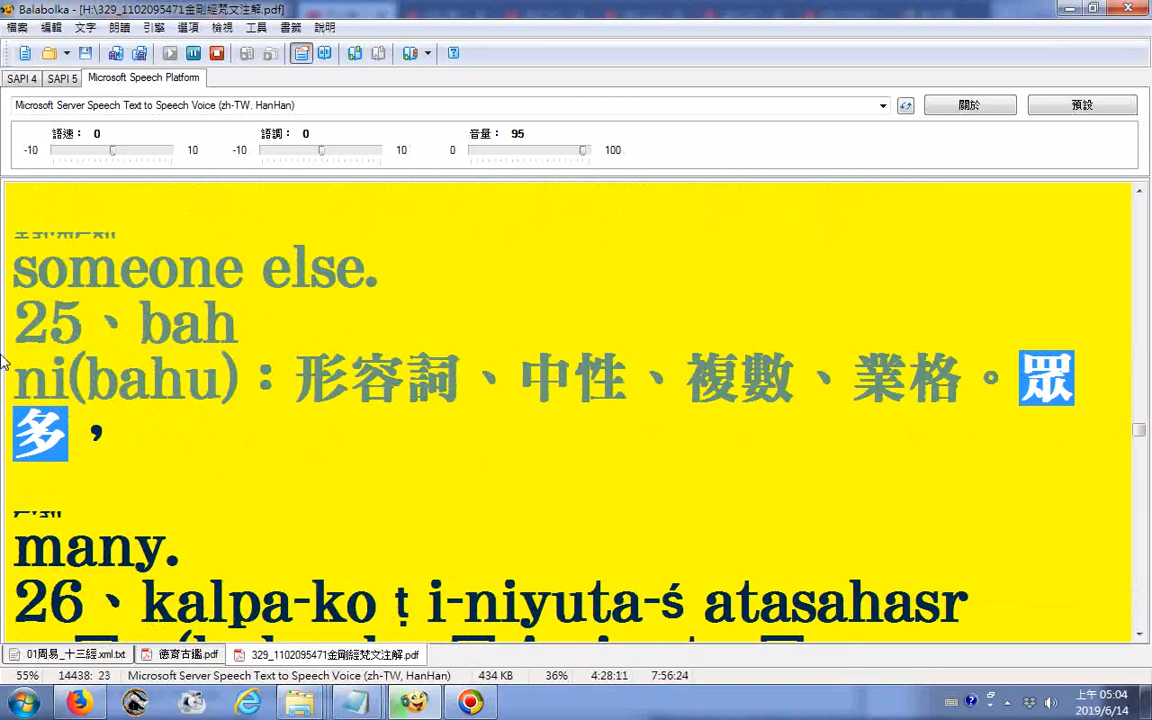 Balabolka - [H:\329_1102095471金剛經梵文注解.pdf]
檔案 編輯 文字 朗讀 引擎 選項 檢視 工具 書籤 說明
SAPI 4 SAPI 5 Microsoft Speech Platform
Microsoft Server Speech Text to Speech Voice (zh-TW, HanHan) 關於 預設
語速： 0 語調： 0 音量： 95
-10 10 -10 10 0 100
someone else.
25、bah
ni(bahu)：形容詞、中性、複數、業格。眾
多，
many.
26、kalpa-ko ṭ i-niyuta-ś atasahasr
01周易_十三經.xml.txt 德育古鑑.pdf 329_1102095471金剛經梵文注解.pdf
55% 14438: 23 Microsoft Server Speech Text to Speech Voice (zh-TW, HanHan) 434 KB 36% 4:28:11 7:56:24
上午 05:04
2019/6/14